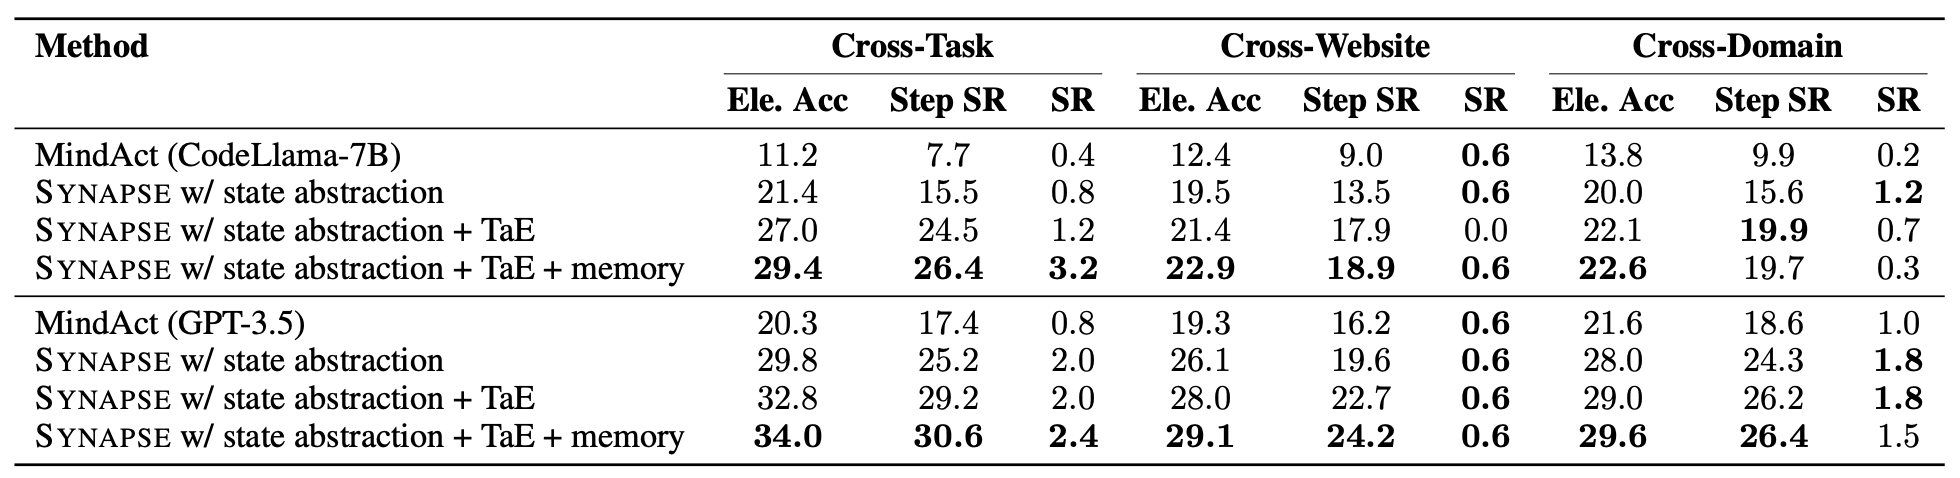 Method Cross-Task Cross-Website Cross-Domain
Ele. Acc Step SR SR Ele. Acc Step SR SR Ele. Acc Step SR SR
MindAct (CodeLlama-7B) 11.2 7.7 0.4 12.4 9.0 0.6 13.8 9.9 0.2
SYNAPSE w/ state abstraction 21.4 15.5 0.8 19.5 13.5 0.6 20.0 15.6 1.2
SYNAPSE w/ state abstraction + TaE 27.0 24.5 1.2 21.4 17.9 0.0 22.1 19.9 0.7
SYNAPSE w/ state abstraction + TaE + memory 29.4 26.4 3.2 22.9 18.9 0.6 22.6 19.7 0.3
MindAct (GPT-3.5) 20.3 17.4 0.8 19.3 16.2 0.6 21.6 18.6 1.0
SYNAPSE w/ state abstraction 29.8 25.2 2.0 26.1 19.6 0.6 28.0 24.3 1.8
SYNAPSE w/ state abstraction + TaE 32.8 29.2 2.0 28.0 22.7 0.6 29.0 26.2 1.8
SYNAPSE w/ state abstraction + TaE + memory 34.0 30.6 2.4 29.1 24.2 0.6 29.6 26.4 1.5